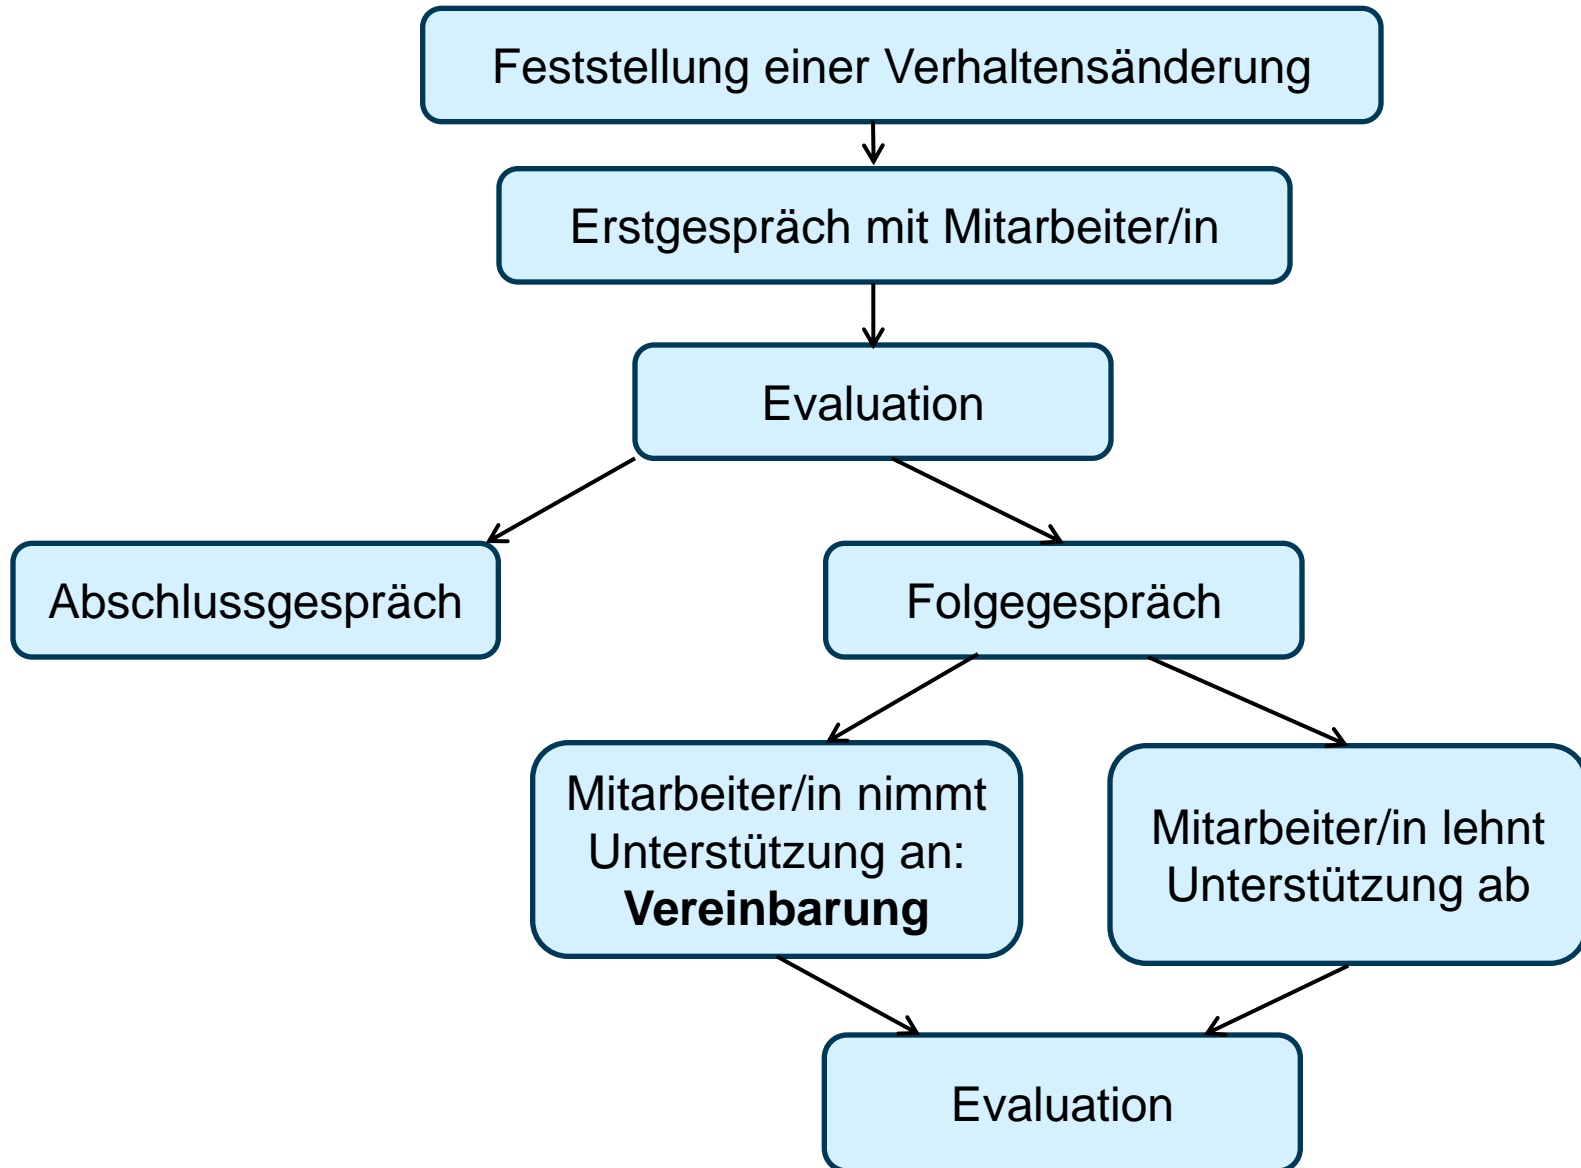 Feststellung einer Verhaltensänderung
Erstgespräch mit Mitarbeiter/in
Evaluation
Abschlussgespräch
Folgegespräch
Mitarbeiter/in nimmt
Unterstützung an:
Vereinbarung
Mitarbeiter/in lehnt
Unterstützung ab
Evaluation